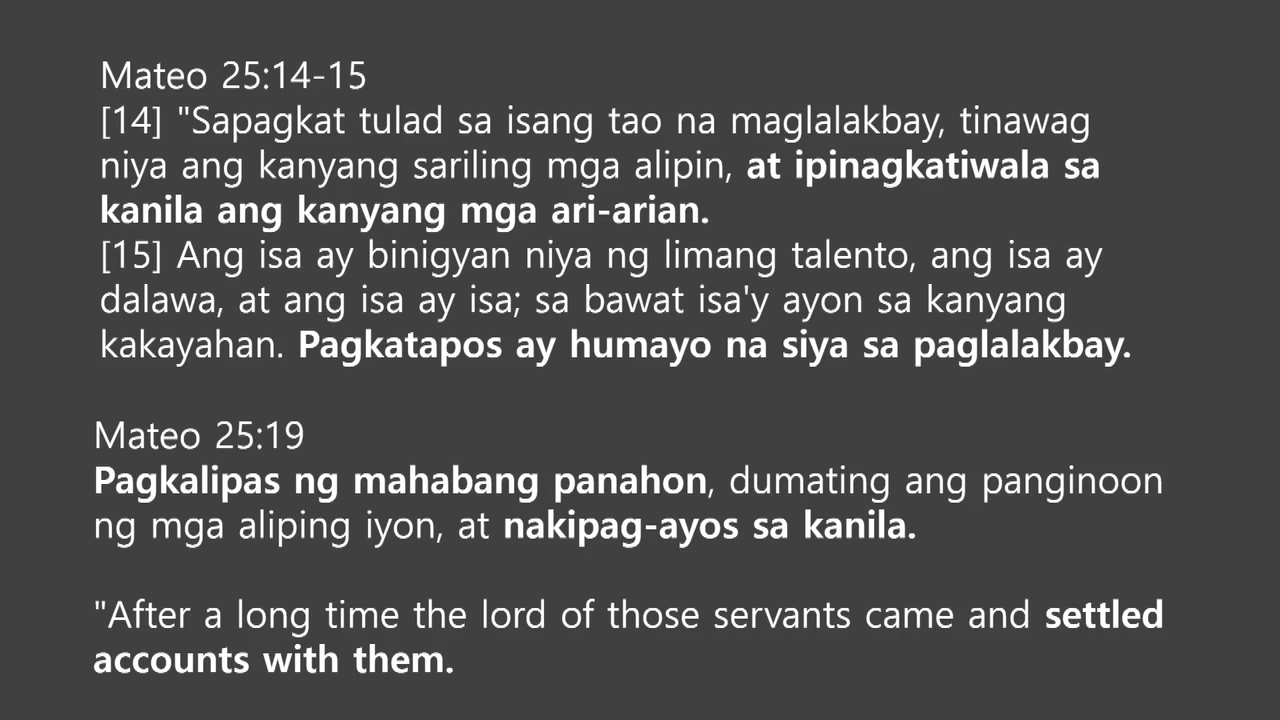 Mateo 25:14-15
[14] "Sapagkat tulad sa isang tao na maglalakbay, tinawag
niya ang kanyang sariling mga alipin, at ipinagkatiwala sa
kanila ang kanyang mga ari-arian.
[15] Ang isa ay binigyan niya ng limang talento, ang isa ay
dalawa, at ang isa ay isa; sa bawat isa'y ayon sa kanyang
kakayahan. Pagkatapos ay humayo na siya sa paglalakbay.
Mateo 25:19
Pagkalipas ng mahabang panahon, dumating ang panginoon
ng mga aliping iyon, at nakipag-ayos sa kanila.
"After a long time the lord of those servants came and settled
accounts with them.